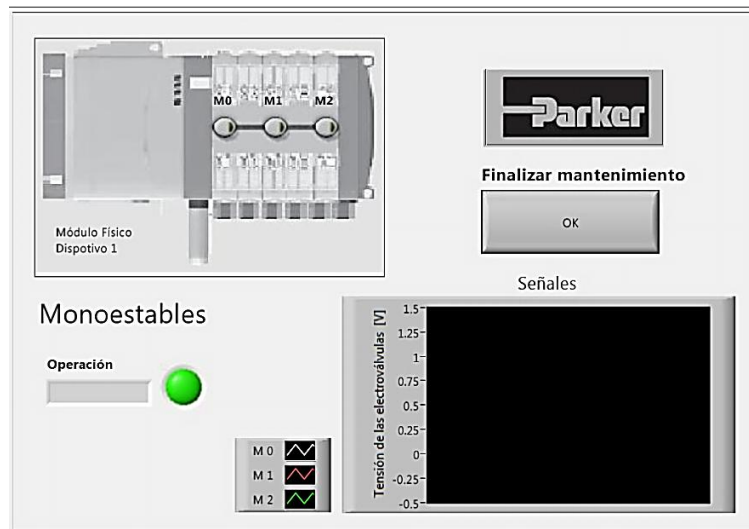 M0 M1 M2
Módulo Físico
Dispotivo 1
Parker
Finalizar mantenimiento
OK
Monoestables
Operación
M 0
M 1
M 2
Señales
Tensión de las electroválvulas [V]
1.5
1.25
1
0.75
0.5
0.25
0
-0.25
-0.5